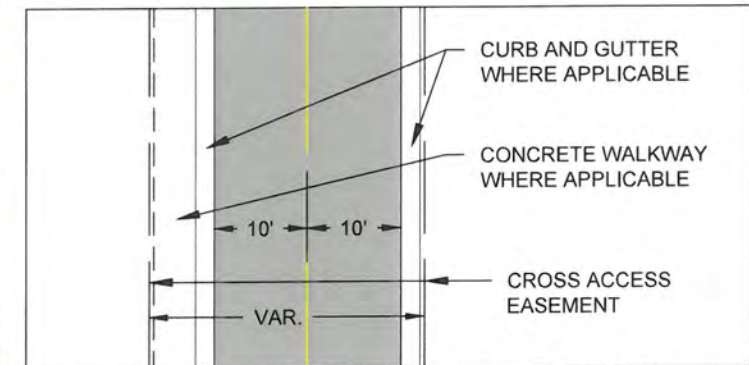 CURB AND GUTTER
WHERE APPLICABLE
CONCRETE WALKWAY
WHERE APPLICABLE
10' 10'
CROSS ACCESS
EASEMENT
VAR.